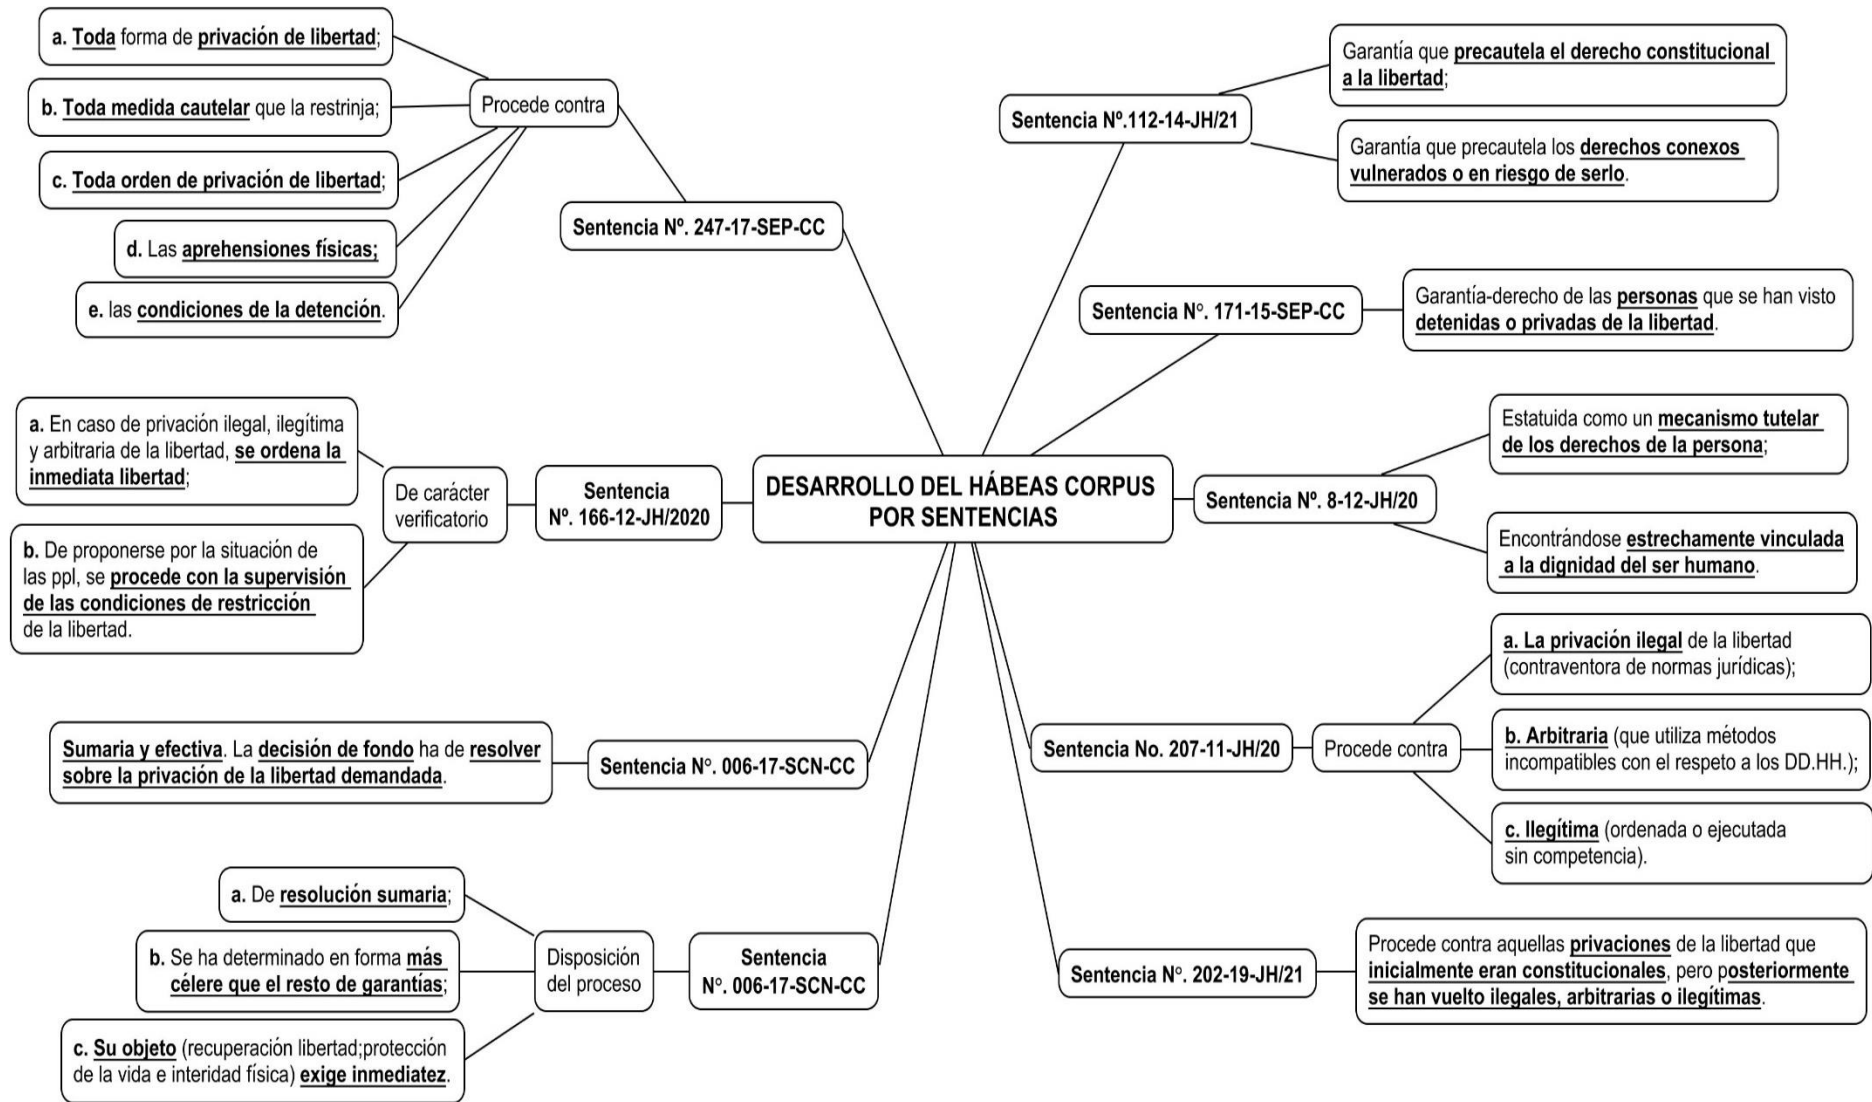 a. Toda forma de privación de libertad;
b. Toda medida cautelar que la restrinja;
c. Toda orden de privación de libertad;
d. Las aprehensiones físicas;
e. las condiciones de la detención.
Procede contra
Sentencia Nº. 247-17-SEP-CC
a. En caso de privación ilegal, ilegítima
y arbitraria de la libertad, se ordena la
inmediata libertad;
b. De proponerse por la situación de
las ppl, se procede con la supervisión
de las condiciones de restricción
de la libertad.
De carácter
verificatorio
Sentencia
Nº. 166-12-JH/2020
Sumaria y efectiva. La decisión de fondo ha de resolver
sobre la privación de la libertad demandada.
Sentencia N°. 006-17-SCN-CC
a. De resolución sumaria;
b. Se ha determinado en forma más
célere que el resto de garantías;
c. Su objeto (recuperación libertad;protección
de la vida e interidad física) exige inmediatez.
Disposición
del proceso
Sentencia
N°. 006-17-SCN-CC
DESARROLLO DEL HÁBEAS CORPUS
POR SENTENCIAS
Sentencia Nº.112-14-JH/21
Garantía que precautela el derecho constitucional
a la libertad;
Garantía que precautela los derechos conexos
vulnerados o en riesgo de serlo.
Sentencia N°. 171-15-SEP-CC
Garantía-derecho de las personas que se han visto
detenidas o privadas de la libertad.
Sentencia Nº. 8-12-JH/20
Estatuida como un mecanismo tutelar
de los derechos de la persona;
Encontrándose estrechamente vinculada
a la dignidad del ser humano.
Sentencia No. 207-11-JH/20
Procede contra
a. La privación ilegal de la libertad
(contraventora de normas jurídicas);
b. Arbitraria (que utiliza métodos
incompatibles con el respeto a los DD.HH.);
c. Ilegítima (ordenada o ejecutada
sin competencia).
Sentencia N°. 202-19-JH/21
Procede contra aquellas privaciones de la libertad que
inicialmente eran constitucionales, pero posteriormente
se han vuelto ilegales, arbitrarias o ilegítimas.